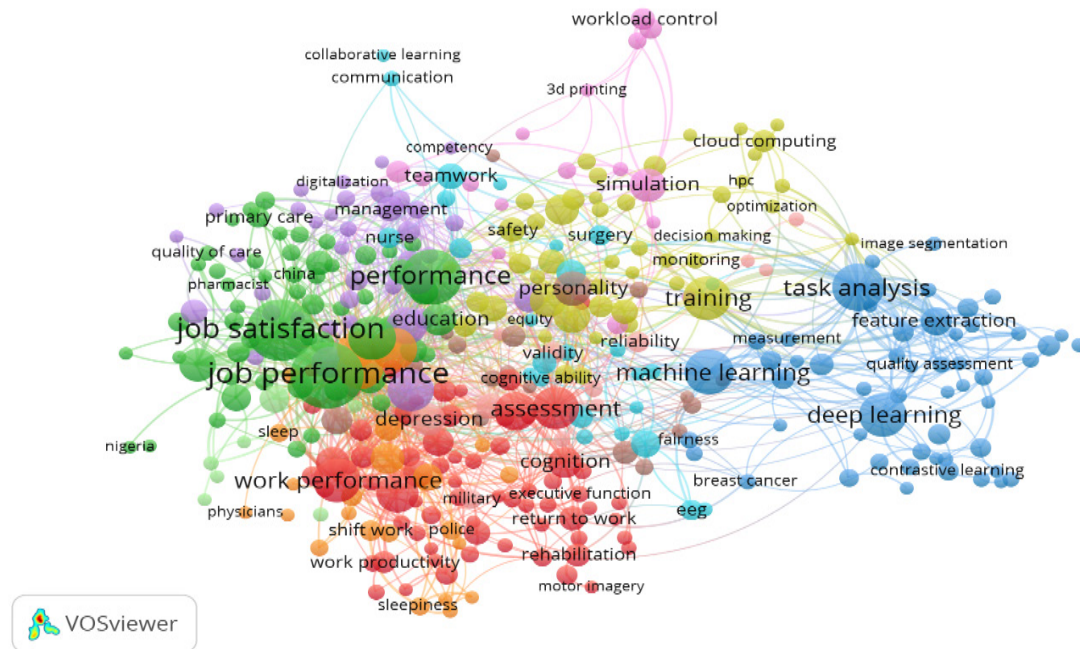 workload control
collaborative learning
communication
3d printing
cloud computing
competency
teamwork
digitalization
simulation
hpc
management
optimization
primary care
nurse
safety
surgery
decision making
image segmentation
quality of care
monitoring
china
performance
pharmacist
personality
training
task analysis
education
equity
feature extraction
job satisfaction
reliability
measurement
validity
quality assessment
job performance
cognitive ability
machine learning
depression
assessment
deep learning
sleep
fairness
nigeria
cognition
contrastive learning
work performance
breast cancer
military
executive function
physicians
eeg
return to work
shift work
police
rehabilitation
work productivity
motor imagery
sleepiness
VOSviewer